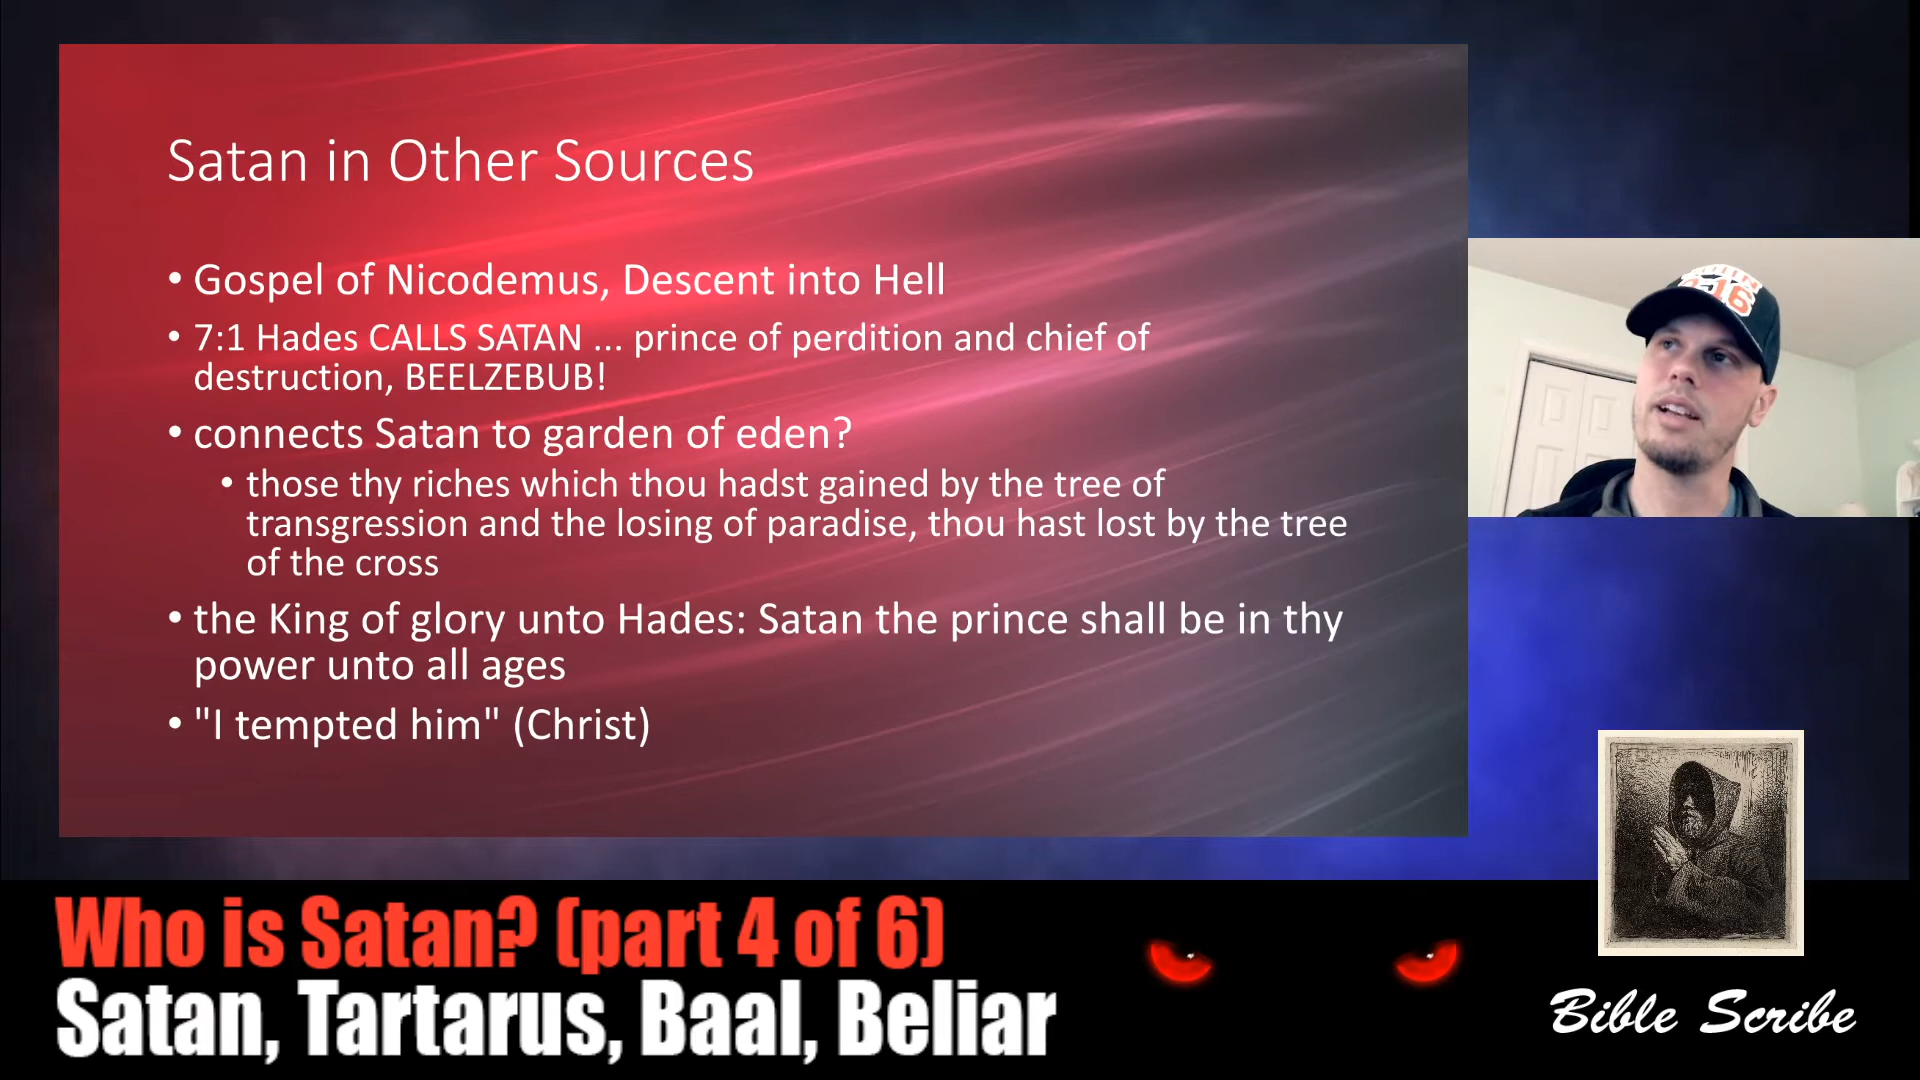 Satan in Other Sources
• Gospel of Nicodemus, Descent into Hell
• 7:1 Hades CALLS SATAN ... prince of perdition and chief of
destruction, BEELZEBUB!
• connects Satan to garden of eden?
• those thy riches which thou hadst gained by the tree of
transgression and the losing of paradise, thou hast lost by the tree
of the cross
• the King of glory unto Hades: Satan the prince shall be in thy
power unto all ages
• "I tempted him" (Christ)
Who is Satan? (part 4 of 6)
Satan, Tartarus, Baal, Beliar
Bible Scribe